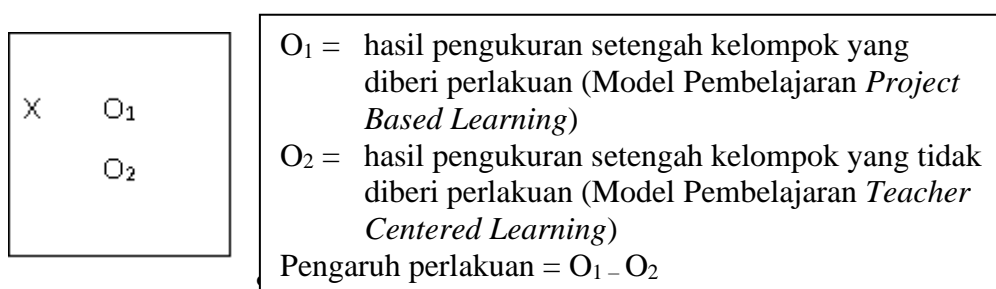 X O₁
O₂
O₁ = hasil pengukuran setengah kelompok yang
diberi perlakuan (Model Pembelajaran Project
Based Learning)
O₂ = hasil pengukuran setengah kelompok yang tidak
diberi perlakuan (Model Pembelajaran Teacher
Centered Learning)
Pengaruh perlakuan = O₁ – O₂